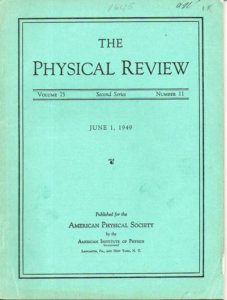 THE
PHYSICAL REVIEW
VOLUME 75 Second Series NUMBER 11
JUNE 1, 1949
Published for the
AMERICAN PHYSICAL SOCIETY
by the
AMERICAN INSTITUTE OF PHYSICS
Incorporated
LANCASTER, PA., AND NEW YORK, N. Y.